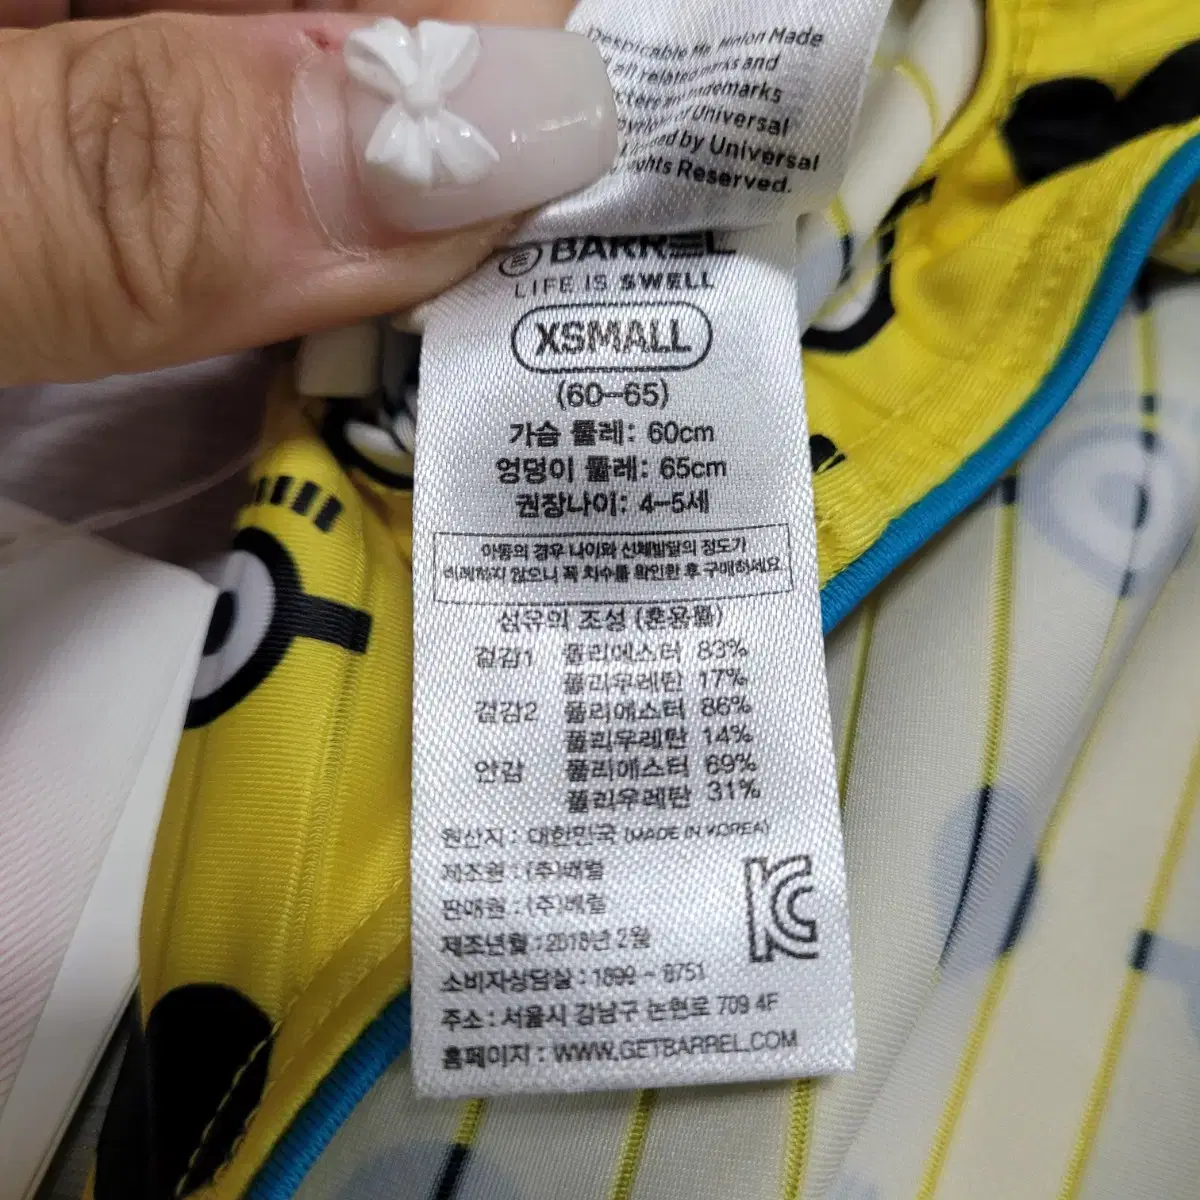 Despicable Me, Minion Made
all related marks and
trademarks
of Universal
by Universal
Rights Reserved.
BARREL
LIFE IS SWELL
XSMALL
(60-65)
가슴 둘레: 60cm
엉덩이 둘레: 65cm
권장나이: 4-5세
아동의 경우 나이와 신체발달의 정도가
비례하지 않으니 꼭 치수를 확인한 후 구매하세요
섬유의 조성 (혼용율)
겉감1 폴리에스터 83%
폴리우레탄 17%
겉감2 폴리에스터 86%
폴리우레탄 14%
안감 폴리에스터 69%
폴리우레탄 31%
원산지 : 대한민국 (MADE IN KOREA)
제조원 : (주)배럴
판매원 : (주)배럴
제조년월 : 2018년 2월
소비자상담실 : 1899-8751
주소 : 서울시 강남구 논현로 709 4F
홈페이지 : WWW.GETBARREL.COM
KC